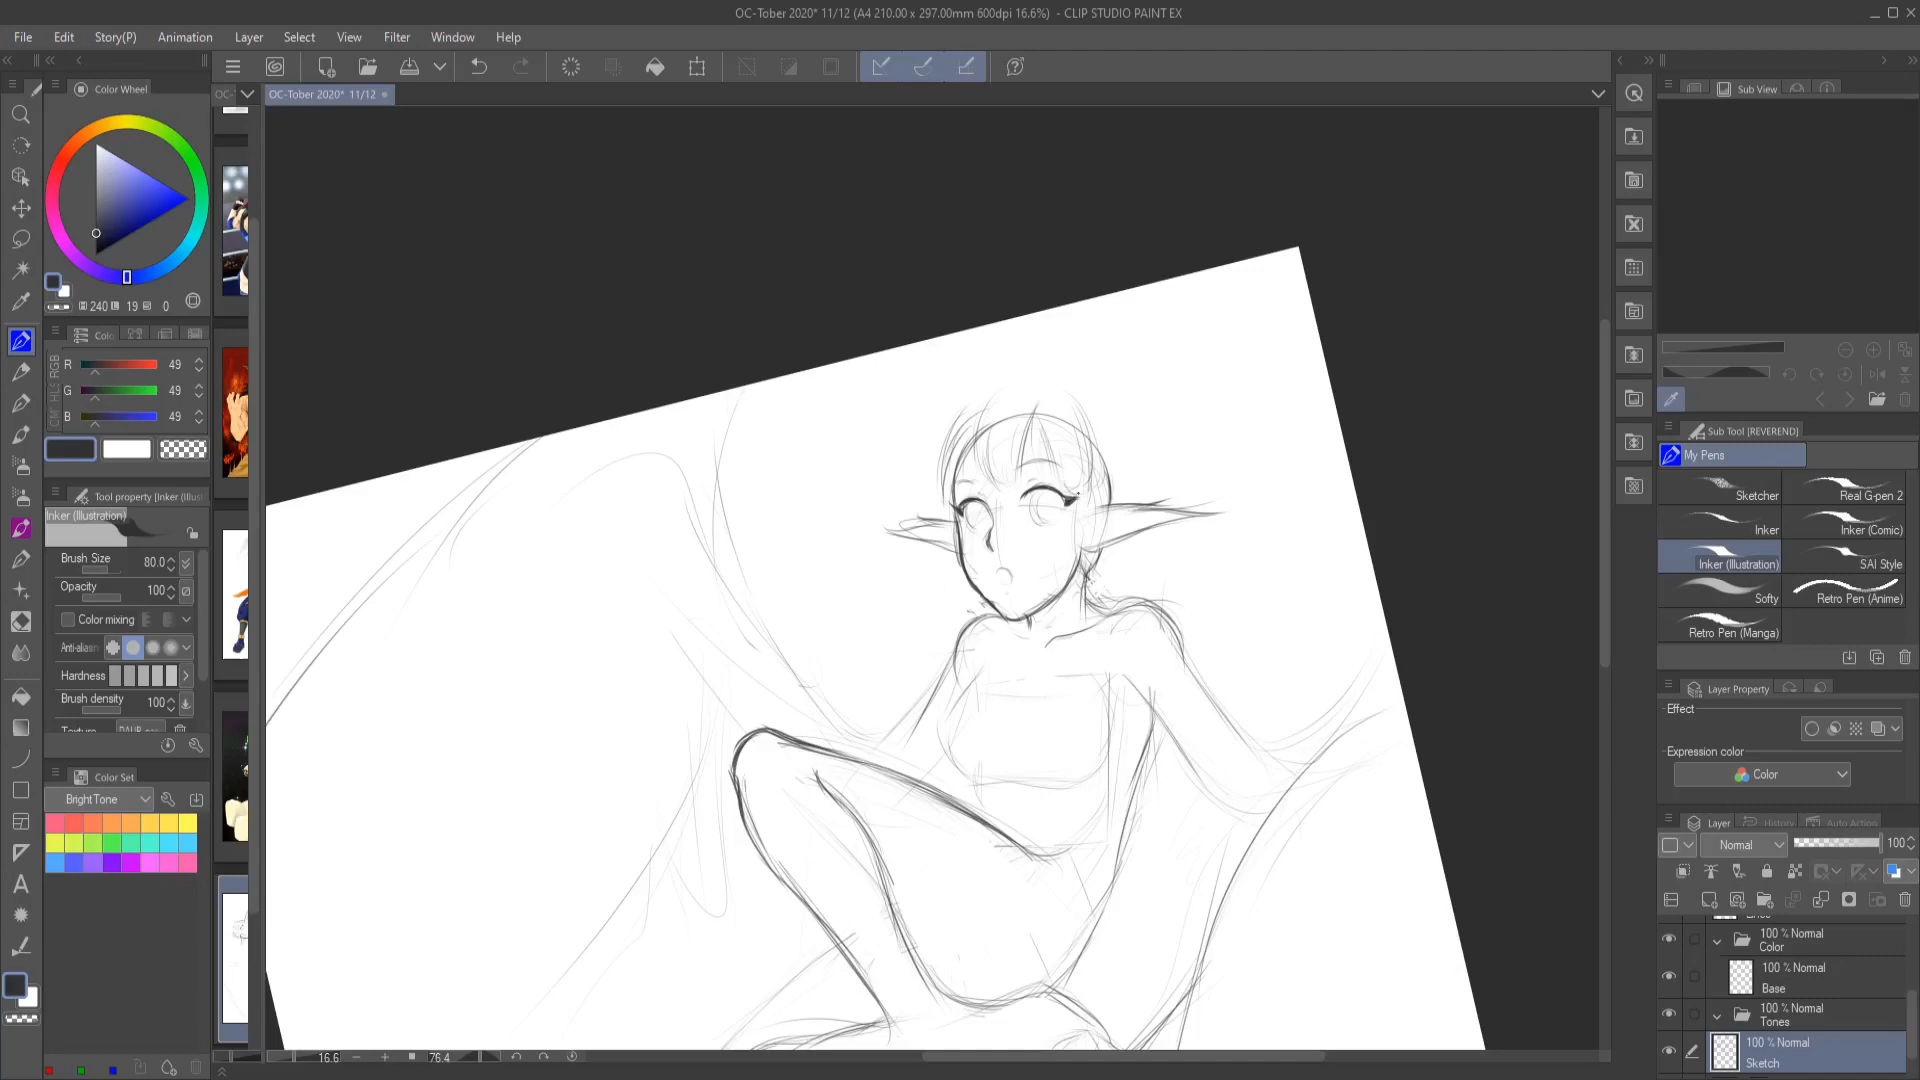 OC-Tober 2020* 11/12 (A4 210.00 x 297.00mm 600dpi 16.6%) - CLIP STUDIO PAINT EX
File Edit Story(P) Animation Layer Select View Filter Window Help
Color Wheel
OC-Tober 2020* 11/12
Sub View
240 19 0
R 49
G 49
B 49
Tool property [Inker (Illus
Inker (Illustration)
Brush Size 80.0
Opacity 100
Color mixing
Hardness
Brush density 100
Texture
Color Set
BrightTone
A
16.6 76.4
Sub Tool [REVEREND]
My Pens
Sketcher Real G-pen 2
Inker Inker (Comic)
Inker (Illustration) SAI Style
Softy Retro Pen (Anime)
Retro Pen (Manga)
Layer Property
Effect
Expression color
Color
Layer History Auto Action
Normal 100
100 % Normal
Color
100 % Normal
Base
100 % Normal
Tones
100 % Normal
Sketch